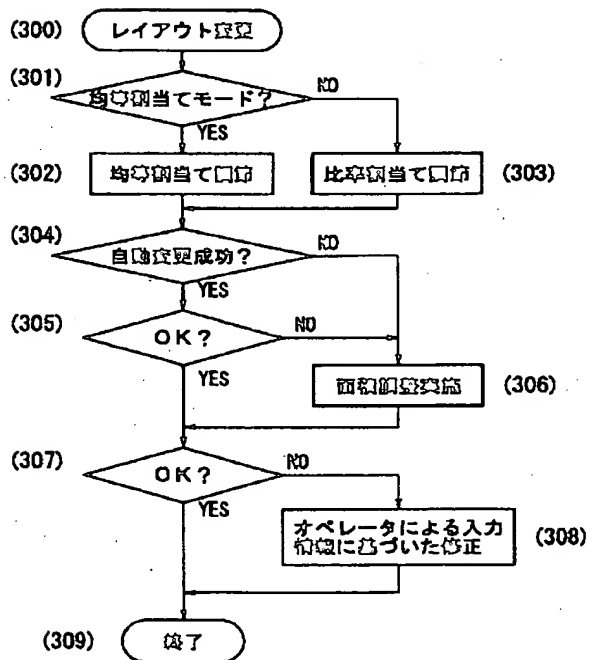 (300) レイアウト変更
(301) 均等割当てモード?
NO
YES
(302) 均等割当て
比率割当て (303)
(304) 自動変更成功?
NO
YES
(305) OK?
NO
YES
面積調整実施 (306)
(307) OK?
NO
YES
オペレータによる入力
情報に基づいた修正 (308)
(309) 終了